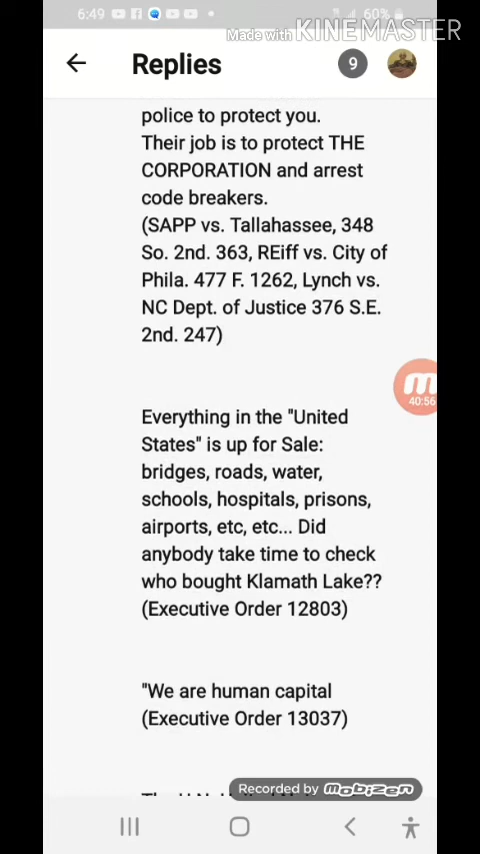 6:49
60%
Made with KINEMASTER
Replies
9
police to protect you.
Their job is to protect THE
CORPORATION and arrest
code breakers.
(SAPP vs. Tallahassee, 348
So. 2nd. 363, REiff vs. City of
Phila. 477 F. 1262, Lynch vs.
NC Dept. of Justice 376 S.E.
2nd. 247)
40:56
Everything in the "United
States" is up for Sale:
bridges, roads, water,
schools, hospitals, prisons,
airports, etc, etc... Did
anybody take time to check
who bought Klamath Lake??
(Executive Order 12803)
"We are human capital
(Executive Order 13037)
Recorded by mobizen